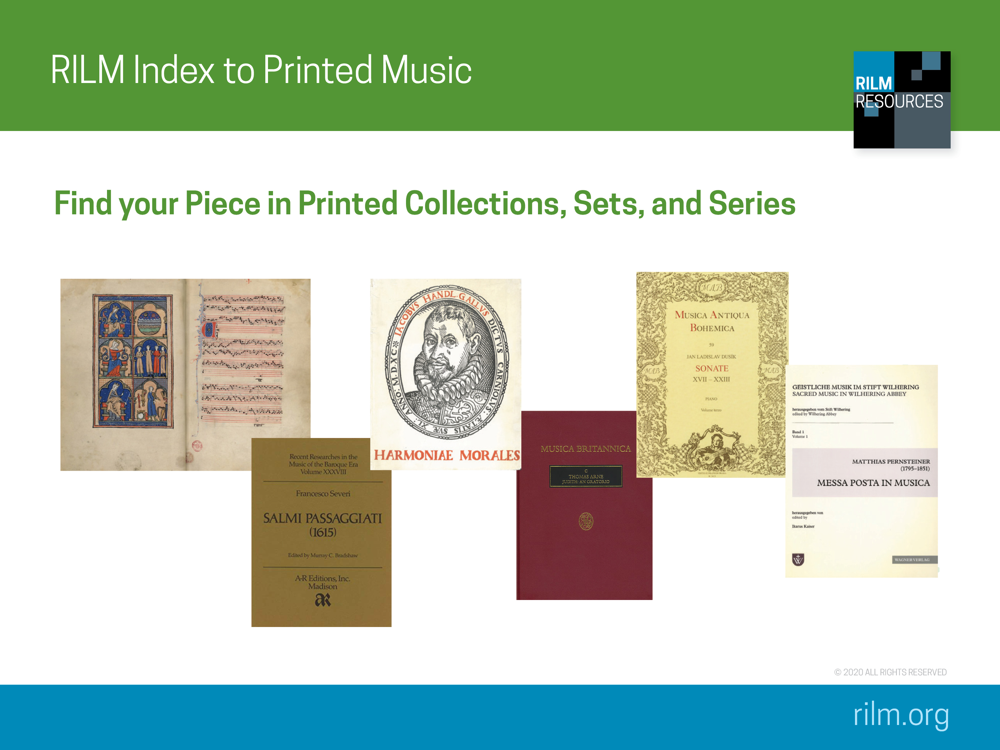 RILM Index to Printed Music
RILM
RESOURCES
Find your Piece in Printed Collections, Sets, and Series
Recent Researches in the
Music of the Baroque Era
Volume XXXVIII
Francesco Severi
SALMI PASSAGGIATI
(1615)
Edited by Murray C. Bradshaw
A-R Editions, Inc.
Madison
aR
IACOBVS HANDL·GALLVS DICTVS CARNIOLVS: ÆTATIS SVÆ XL: ANNO: M.D.XC
HARMONIAE MORALES
MUSICA BRITANNICA
C
THOMAS ARNE
JUDITH: AN ORATORIO
MAB
MUSICA ANTIQUA
BOHEMICA
59
JAN LADISLAV DUSÍK
SONATE
XVII – XXIII
MAB
MAB
PIANO
Volume terzo
GEISTLICHE MUSIK IM STIFT WILHERING
SACRED MUSIC IN WILHERING ABBEY
herausgegeben vom Stift Wilhering
edited by Wilhering Abbey
Band 1
Volume 1
MATTHIAS PERNSTEINER
(1795–1851)
MESSA POSTA IN MUSICA
herausgegeben von
edited by
Ikarus Kaiser
W
WAGNER VERLAG
© 2020 ALL RIGHTS RESERVED
rilm.org